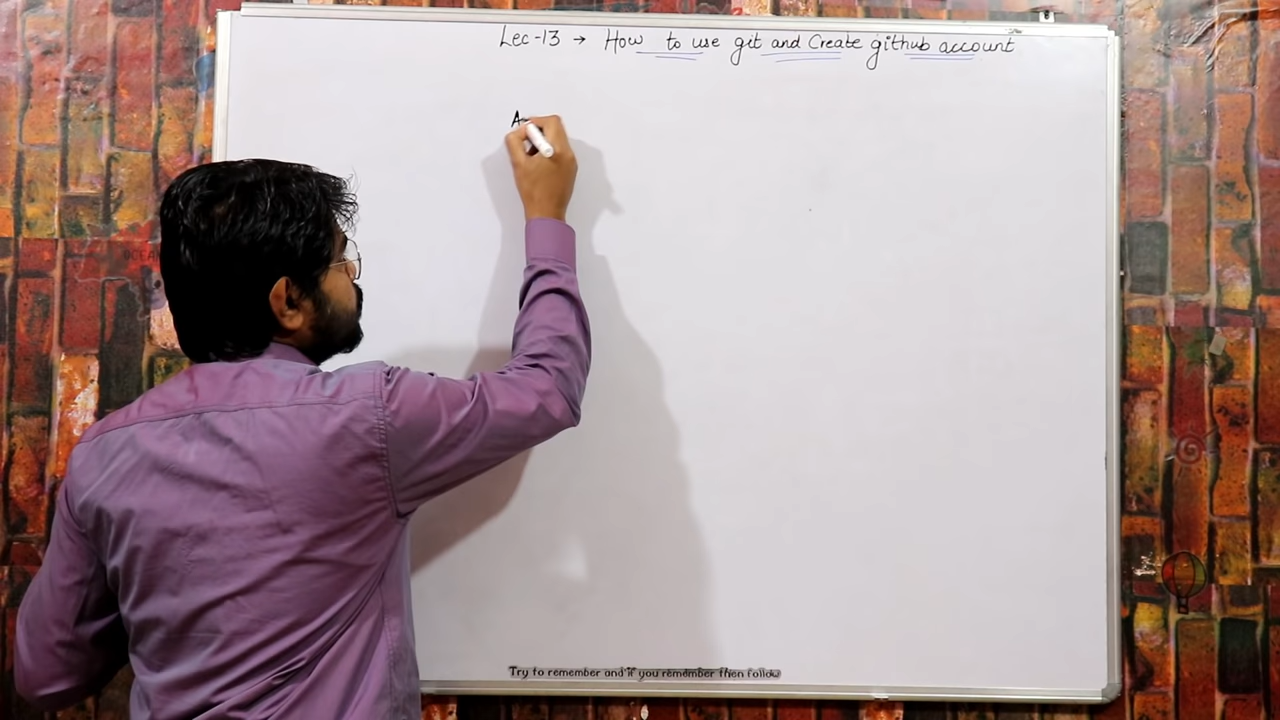 Lec-13 → How to use git and Create github account
A
OCEAN
Try to remember and if you remember then follow